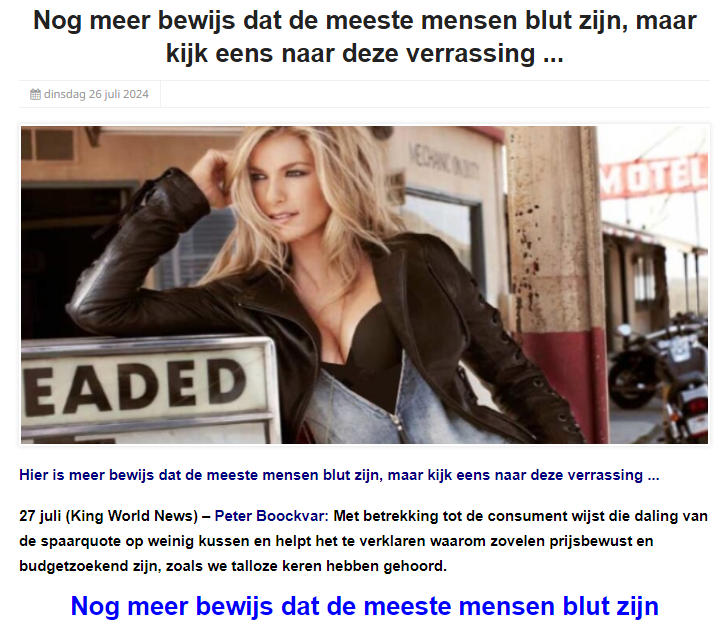 Nog meer bewijs dat de meeste mensen blut zijn, maar
kijk eens naar deze verrassing ...
dinsdag 26 juli 2024
MECHANIC ON DUTY
MOTEL
EADED
Hier is meer bewijs dat de meeste mensen blut zijn, maar kijk eens naar deze verrassing ...
27 juli (King World News) – Peter Boockvar: Met betrekking tot de consument wijst die daling van
de spaarquote op weinig kussen en helpt het te verklaren waarom zovelen prijsbewust en
budgetzoekend zijn, zoals we talloze keren hebben gehoord.
Nog meer bewijs dat de meeste mensen blut zijn